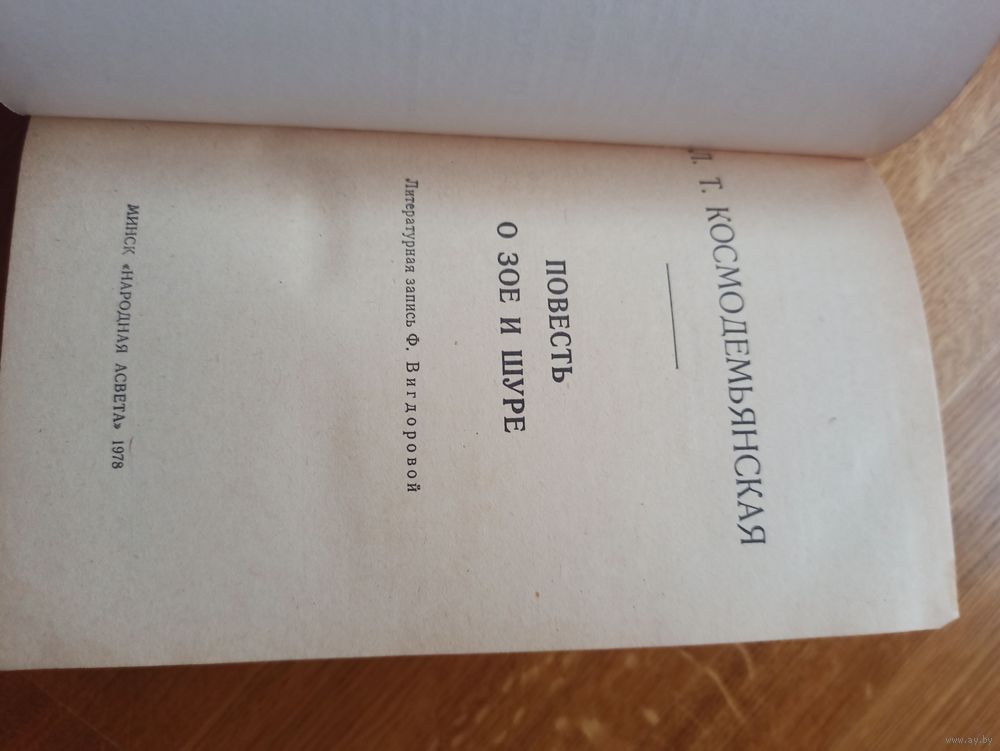 Л. Т. КОСМОДЕМЬЯНСКАЯ
ПОВЕСТЬ
О ЗОЕ И ШУРЕ
Литературная запись Ф. Вигдоровой
МИНСК «НАРОДНАЯ АСВЕТА» 1978
www.ay.by